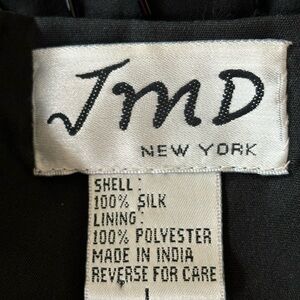 JMD
NEW YORK
SHELL:
100% SILK
LINING:
100% POLYESTER
MADE IN INDIA
REVERSE FOR CARE
L